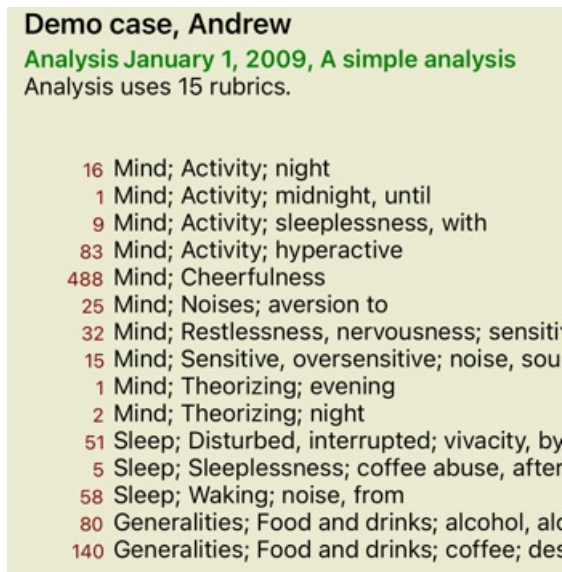 Demo case, Andrew
Analysis January 1, 2009, A simple analysis
Analysis uses 15 rubrics.
16 Mind; Activity; night
1 Mind; Activity; midnight, until
9 Mind; Activity; sleeplessness, with
83 Mind; Activity; hyperactive
488 Mind; Cheerfulness
25 Mind; Noises; aversion to
32 Mind; Restlessness, nervousness;
15 Mind; Sensitive, oversensitive; noise,
1 Mind; Theorizing; evening
2 Mind; Theorizing; night
51 Sleep; Disturbed, interrupted; vivacity, by
5 Sleep; Sleeplessness; coffee abuse, after
58 Sleep; Waking; noise, from
80 Generalities; Food and drinks; alcohol,
140 Generalities; Food and drinks; coffee;